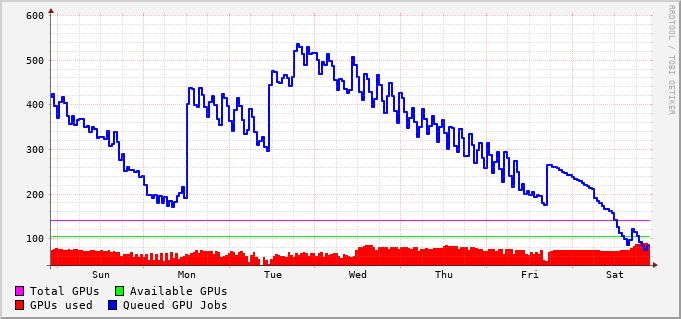 600
500
400
300
200
100
Sun Mon Tue Wed Thu Fri Sat
Total GPUs Available GPUs
GPUs used Queued GPU Jobs
RRDTOOL / TOBI OETIKER